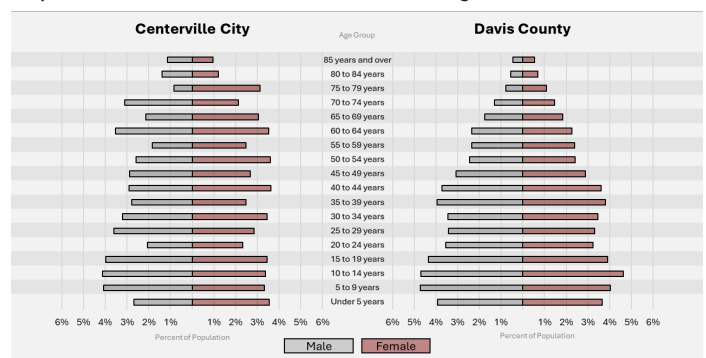 Centerville City
Age Group
Davis County
85 years and over
80 to 84 years
75 to 79 years
70 to 74 years
65 to 69 years
60 to 64 years
55 to 59 years
50 to 54 years
45 to 49 years
40 to 44 years
35 to 39 years
30 to 34 years
25 to 29 years
20 to 24 years
15 to 19 years
10 to 14 years
5 to 9 years
Under 5 years
6% 5% 4% 3% 2% 1% 1% 2% 3% 4% 5% 6%
6% 5% 4% 3% 2% 1% 1% 2% 3% 4% 5% 6%
Percent of Population
Percent of Population
Male
Female